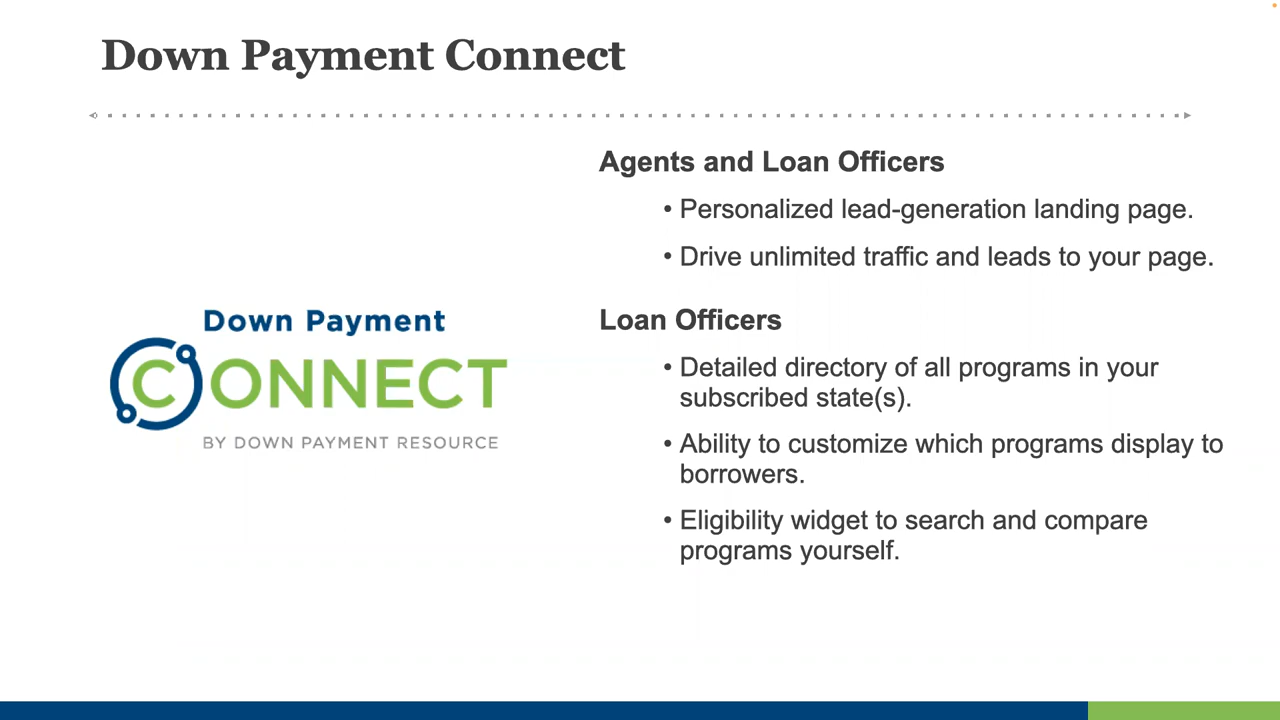 Down Payment Connect
Agents and Loan Officers
• Personalized lead-generation landing page.
• Drive unlimited traffic and leads to your page.
Down Payment
CONNECT
BY DOWN PAYMENT RESOURCE
Loan Officers
• Detailed directory of all programs in your
subscribed state(s).
• Ability to customize which programs display to
borrowers.
• Eligibility widget to search and compare
programs yourself.